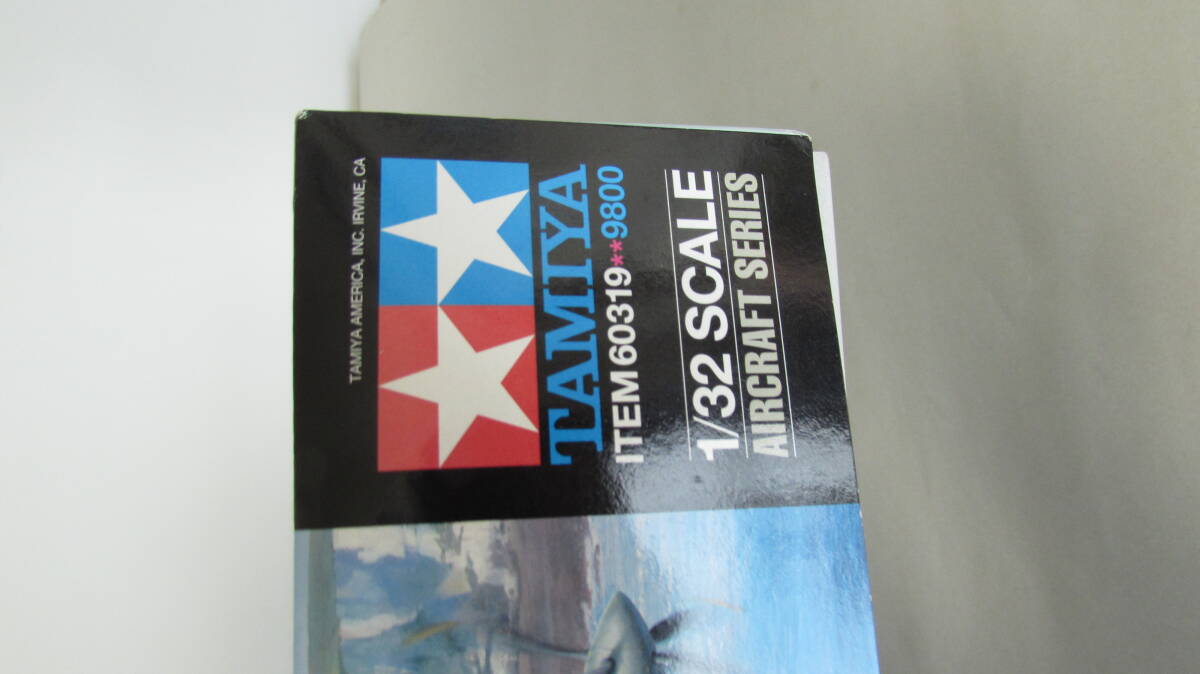 TAMIYA AMERICA, INC. IRVINE, CA
TAMIYA
ITEM 60319**9800
1/32 SCALE
AIRCRAFT SERIES